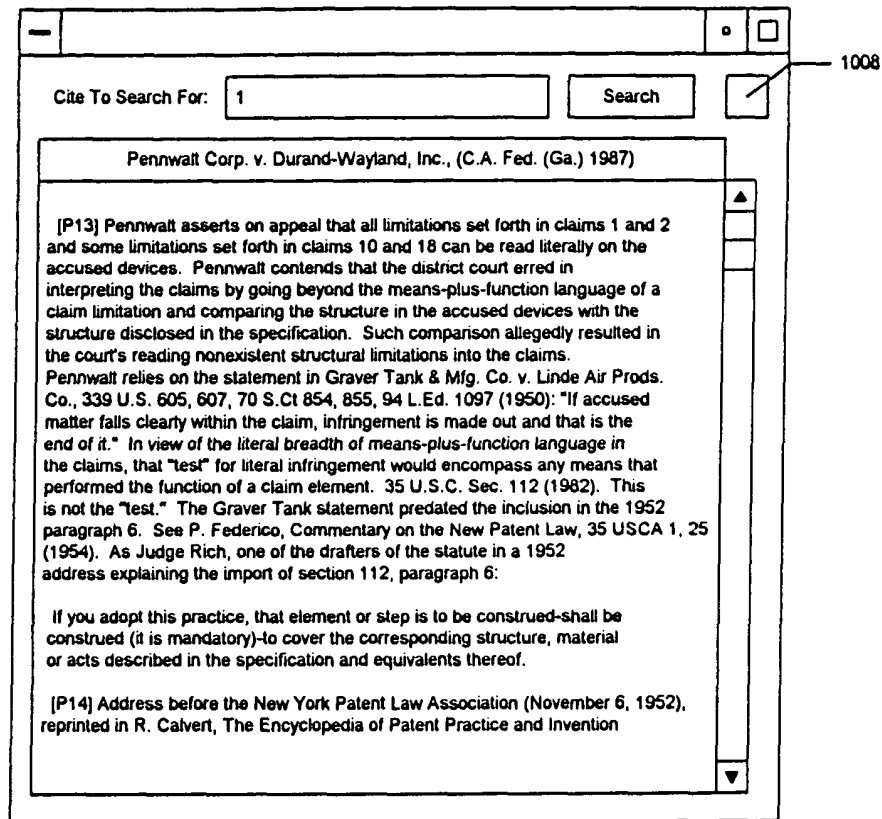 1008
Cite To Search For: 1 Search
Pennwalt Corp. v. Durand-Wayland, Inc., (C.A. Fed. (Ga.) 1987)
[P13] Pennwalt asserts on appeal that all limitations set forth in claims 1 and 2
and some limitations set forth in claims 10 and 18 can be read literally on the
accused devices. Pennwalt contends that the district court erred in
interpreting the claims by going beyond the means-plus-function language of a
claim limitation and comparing the structure in the accused devices with the
structure disclosed in the specification. Such comparison allegedly resulted in
the court's reading nonexistent structural limitations into the claims.
Pennwalt relies on the statement in Graver Tank & Mfg. Co. v. Linde Air Prods.
Co., 339 U.S. 605, 607, 70 S.Ct 854, 855, 94 L.Ed. 1097 (1950): "If accused
matter falls clearly within the claim, infringement is made out and that is the
end of it." In view of the literal breadth of means-plus-function language in
the claims, that "test" for literal infringement would encompass any means that
performed the function of a claim element. 35 U.S.C. Sec. 112 (1982). This
is not the "test." The Graver Tank statement predated the inclusion in the 1952
paragraph 6. See P. Federico, Commentary on the New Patent Law, 35 USCA 1, 25
(1954). As Judge Rich, one of the drafters of the statute in a 1952
address explaining the import of section 112, paragraph 6:
If you adopt this practice, that element or step is to be construed-shall be
construed (it is mandatory)-to cover the corresponding structure, material
or acts described in the specification and equivalents thereof.
[P14] Address before the New York Patent Law Association (November 6, 1952),
reprinted in R. Calvert, The Encyclopedia of Patent Practice and Invention